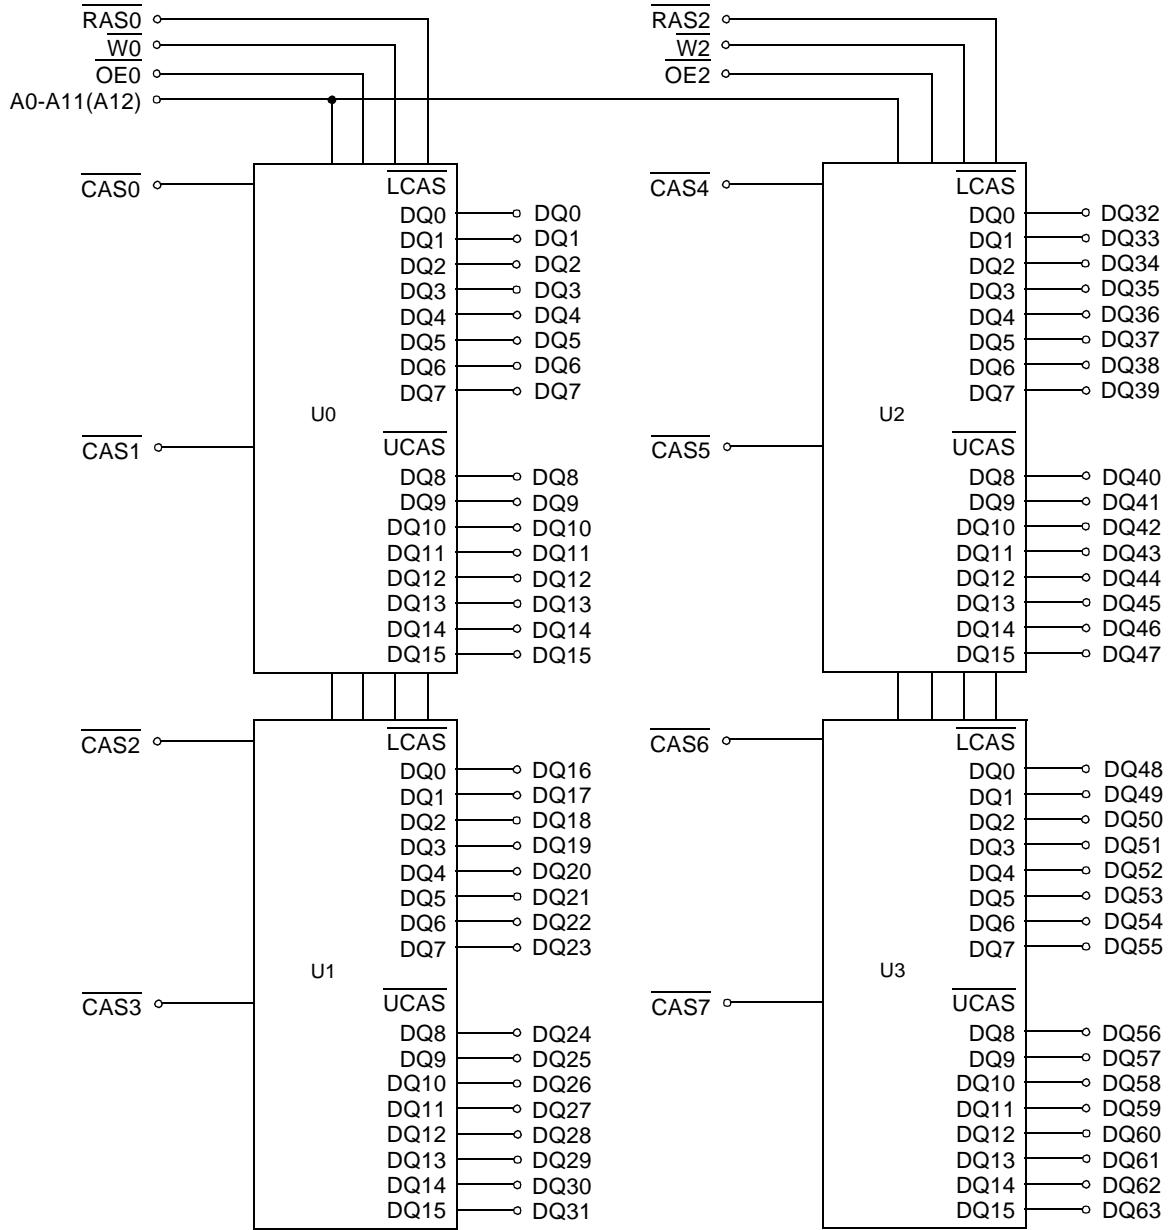 RAS0
W0
OE0
A0-A11(A12)
CAS0
LCAS
DQ0 DQ0
DQ1 DQ1
DQ2 DQ2
DQ3 DQ3
DQ4 DQ4
DQ5 DQ5
DQ6 DQ6
DQ7 DQ7
U0
CAS1
UCAS
DQ8 DQ8
DQ9 DQ9
DQ10 DQ10
DQ11 DQ11
DQ12 DQ12
DQ13 DQ13
DQ14 DQ14
DQ15 DQ15
CAS2
LCAS
DQ0 DQ16
DQ1 DQ17
DQ2 DQ18
DQ3 DQ19
DQ4 DQ20
DQ5 DQ21
DQ6 DQ22
DQ7 DQ23
U1
CAS3
UCAS
DQ8 DQ24
DQ9 DQ25
DQ10 DQ26
DQ11 DQ27
DQ12 DQ28
DQ13 DQ29
DQ14 DQ30
DQ15 DQ31
RAS2
W2
OE2
CAS4
LCAS
DQ0 DQ32
DQ1 DQ33
DQ2 DQ34
DQ3 DQ35
DQ4 DQ36
DQ5 DQ37
DQ6 DQ38
DQ7 DQ39
U2
CAS5
UCAS
DQ8 DQ40
DQ9 DQ41
DQ10 DQ42
DQ11 DQ43
DQ12 DQ44
DQ13 DQ45
DQ14 DQ46
DQ15 DQ47
CAS6
LCAS
DQ0 DQ48
DQ1 DQ49
DQ2 DQ50
DQ3 DQ51
DQ4 DQ52
DQ5 DQ53
DQ6 DQ54
DQ7 DQ55
U3
CAS7
UCAS
DQ8 DQ56
DQ9 DQ57
DQ10 DQ58
DQ11 DQ59
DQ12 DQ60
DQ13 DQ61
DQ14 DQ62
DQ15 DQ63